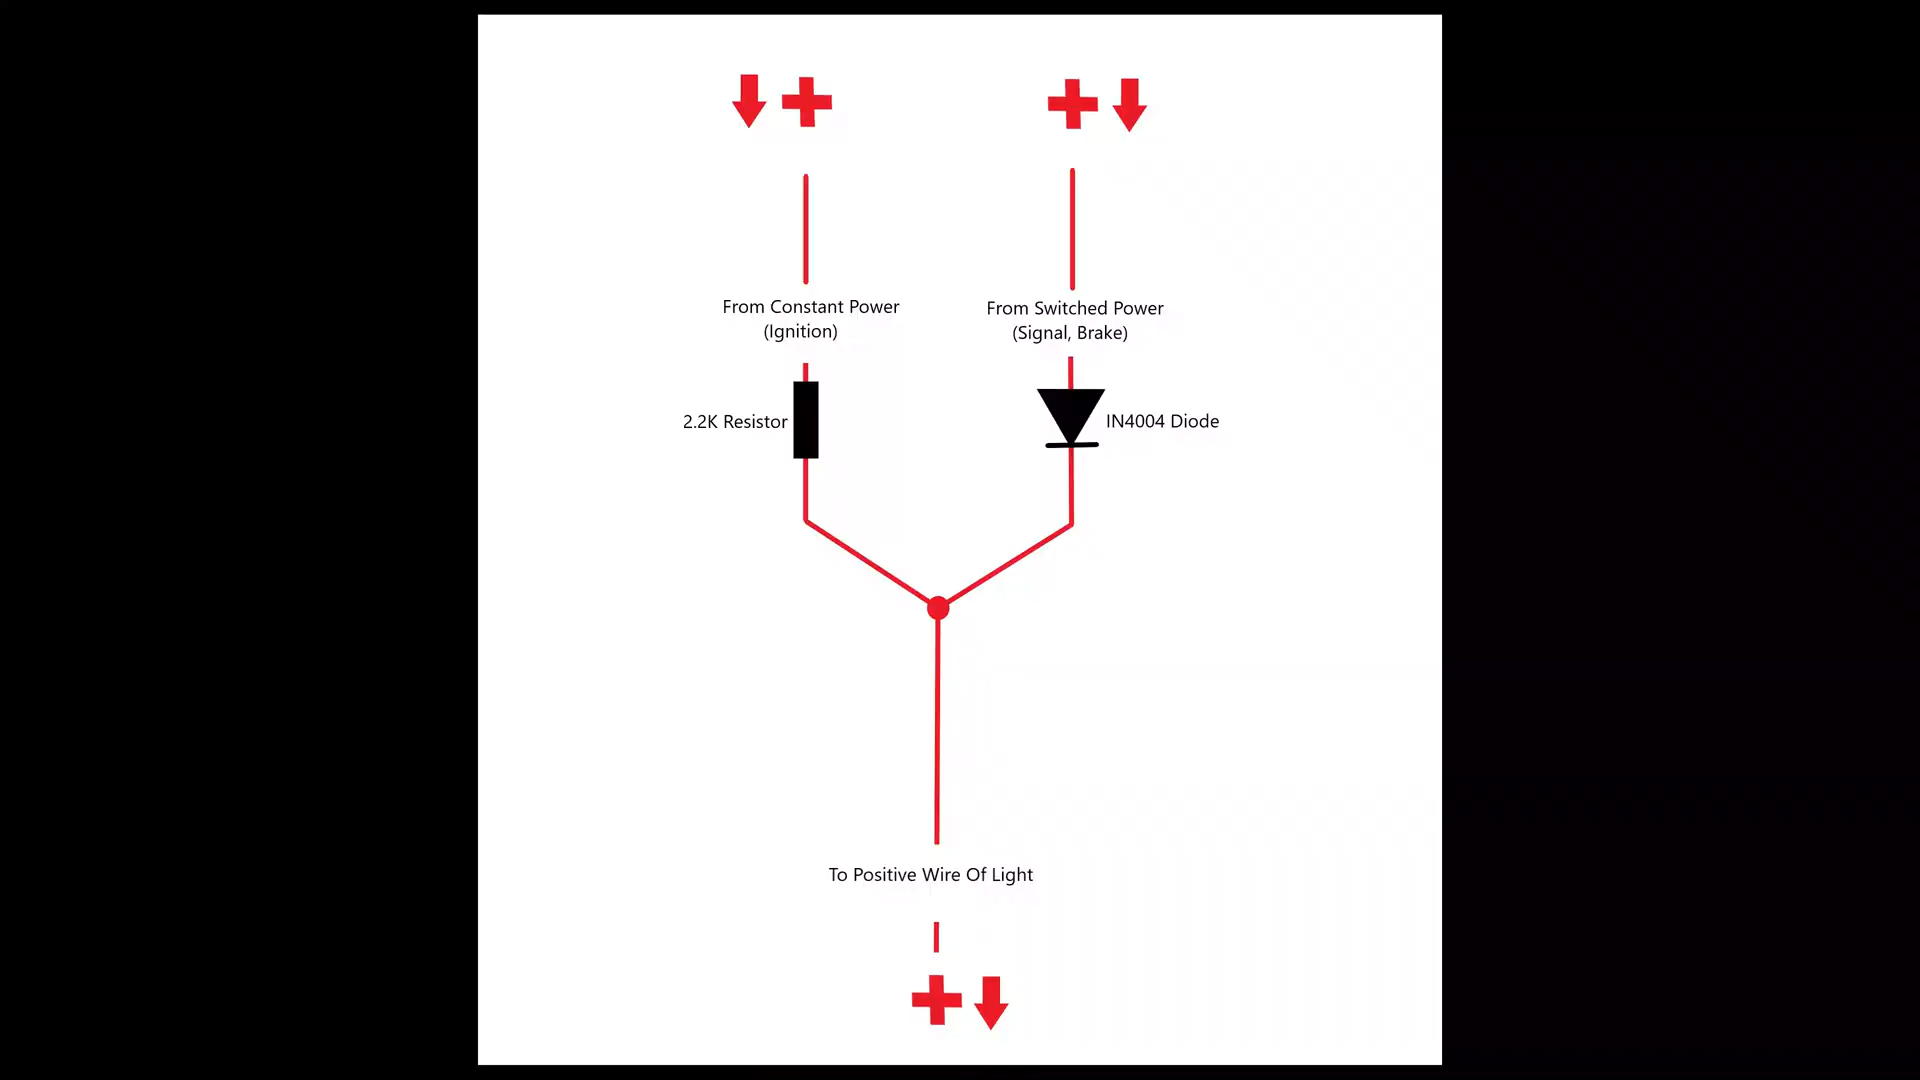 From Constant Power
(Ignition)
From Switched Power
(Signal, Brake)
2.2K Resistor
IN4004 Diode
To Positive Wire Of Light